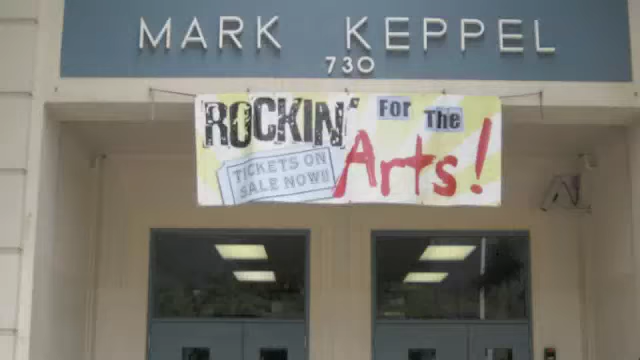 MARK KEPPEL
730
ROCKIN' For The
Arts!
TICKETS ON
SALE NOW!!